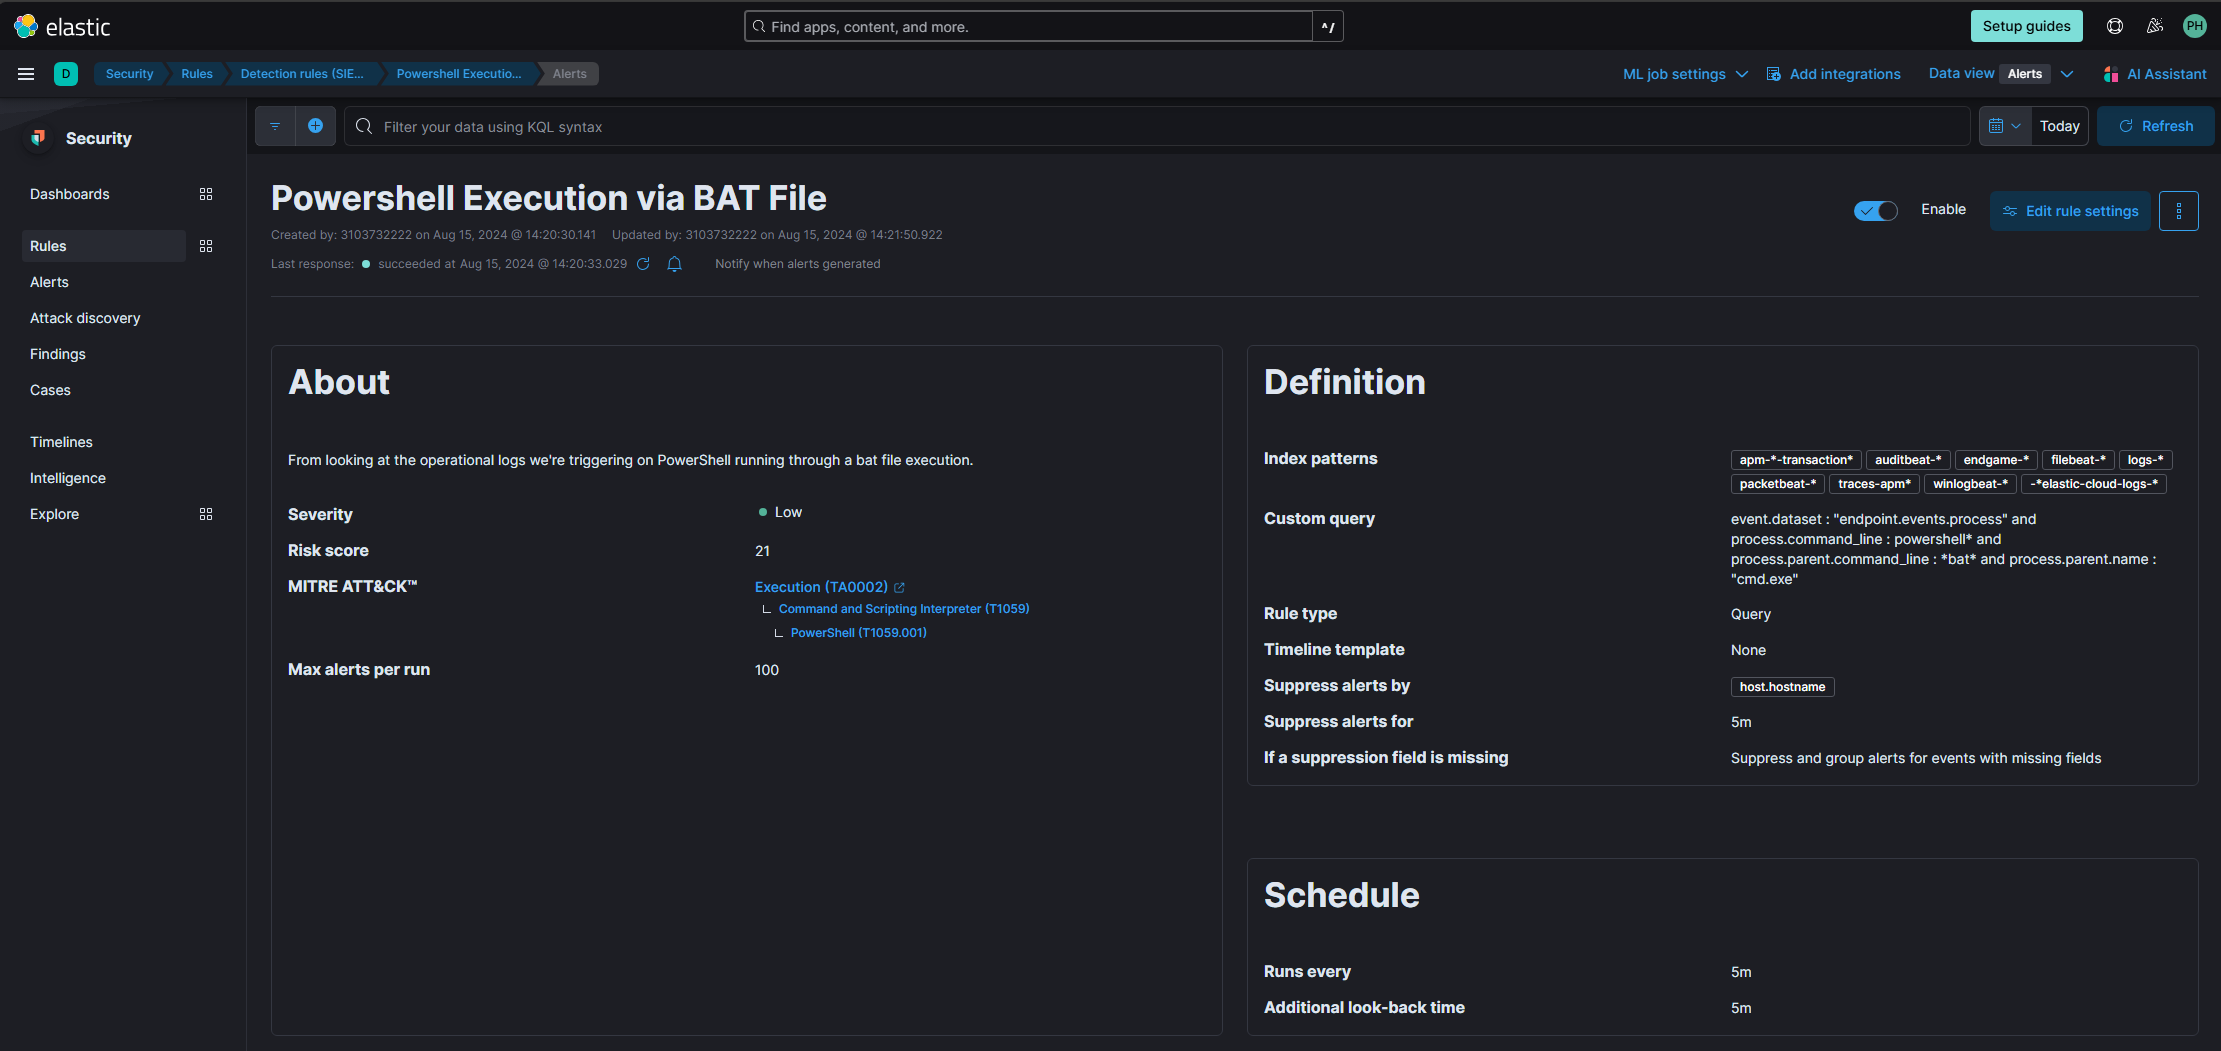 elastic
Find apps, content, and more.
^/
Setup guides
PH
D
Security
Rules
Detection rules (SIE...
Powershell Executio...
Alerts
ML job settings
Add integrations
Data view
Alerts
AI Assistant
Security
Filter your data using KQL syntax
Today
Refresh
Dashboards
Rules
Alerts
Attack discovery
Findings
Cases
Timelines
Intelligence
Explore
Powershell Execution via BAT File
Created by: 3103732222 on Aug 15, 2024 @ 14:20:30.141 Updated by: 3103732222 on Aug 15, 2024 @ 14:21:50.922
Last response: succeeded at Aug 15, 2024 @ 14:20:33.029 Notify when alerts generated
Enable
Edit rule settings
About
From looking at the operational logs we're triggering on PowerShell running through a bat file execution.
Severity Low
Risk score 21
MITRE ATT&CK™ Execution (TA0002)
Command and Scripting Interpreter (T1059)
PowerShell (T1059.001)
Max alerts per run 100
Definition
Index patterns apm-*-transaction* auditbeat-* endgame-* filebeat-* logs-*
packetbeat-* traces-apm* winlogbeat-* -*elastic-cloud-logs-*
Custom query event.dataset : "endpoint.events.process" and
process.command_line : powershell* and
process.parent.command_line : *bat* and process.parent.name :
"cmd.exe"
Rule type Query
Timeline template None
Suppress alerts by host.hostname
Suppress alerts for 5m
If a suppression field is missing Suppress and group alerts for events with missing fields
Schedule
Runs every 5m
Additional look-back time 5m